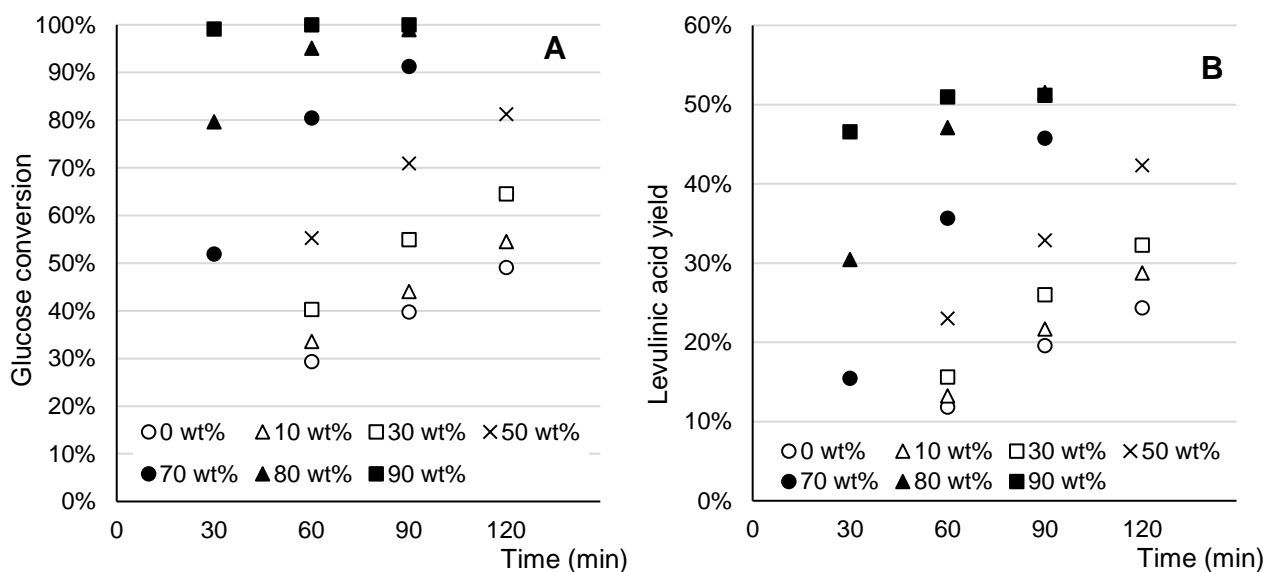 A
Glucose conversion
100%
90%
80%
70%
60%
50%
40%
30%
20%
10%
0%
0 wt% 10 wt% 30 wt% 50 wt%
70 wt% 80 wt% 90 wt%
0 30 60 90 120
Time (min)
B
Levulinic acid yield
60%
50%
40%
30%
20%
10%
0%
0 wt% 10 wt% 30 wt% 50 wt%
70 wt% 80 wt% 90 wt%
0 30 60 90 120
Time (min)